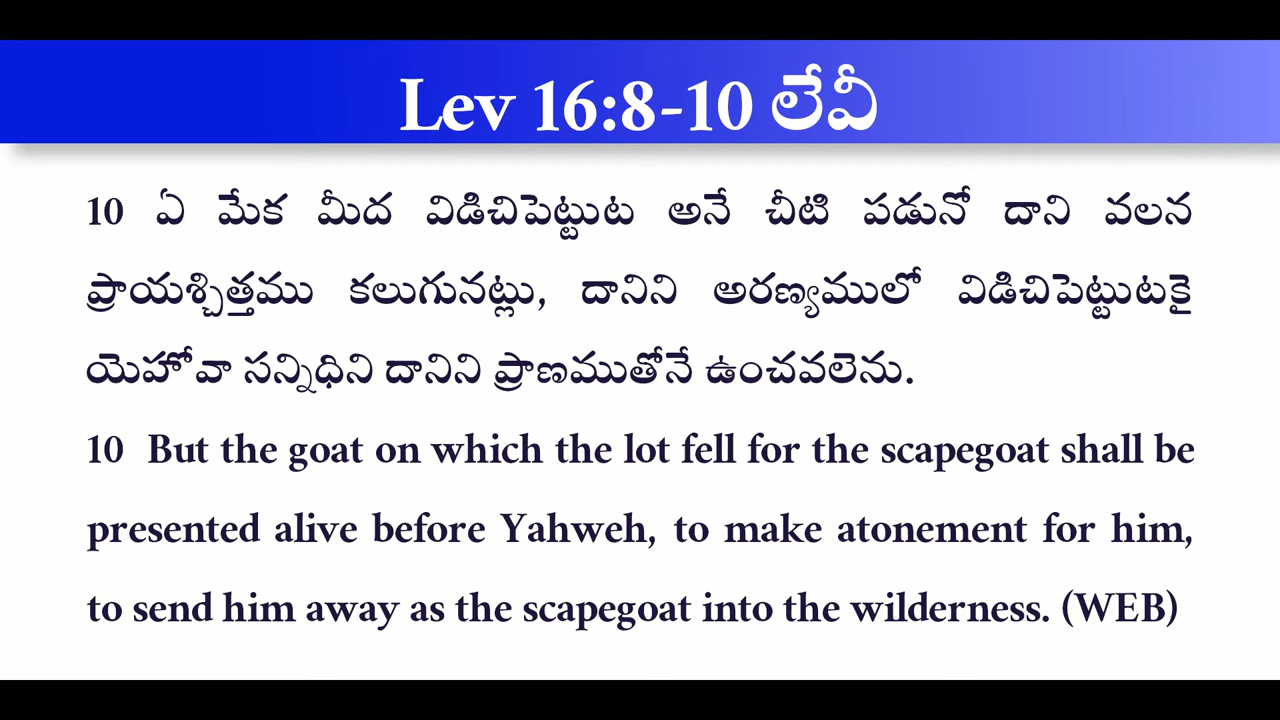 Lev 16:8-10 లేవీ
10 ఏ మేక మీద విడిచిపెట్టుట అనే చీటి పడునో దాని వలన
ప్రాయశ్చిత్తము కలుగునట్లు, దానిని అరణ్యములో విడిచిపెట్టుటకై
యెహోవా సన్నిధిని దానిని ప్రాణముతోనే ఉంచవలెను.
10 But the goat on which the lot fell for the scapegoat shall be
presented alive before Yahweh, to make atonement for him,
to send him away as the scapegoat into the wilderness. (WEB)